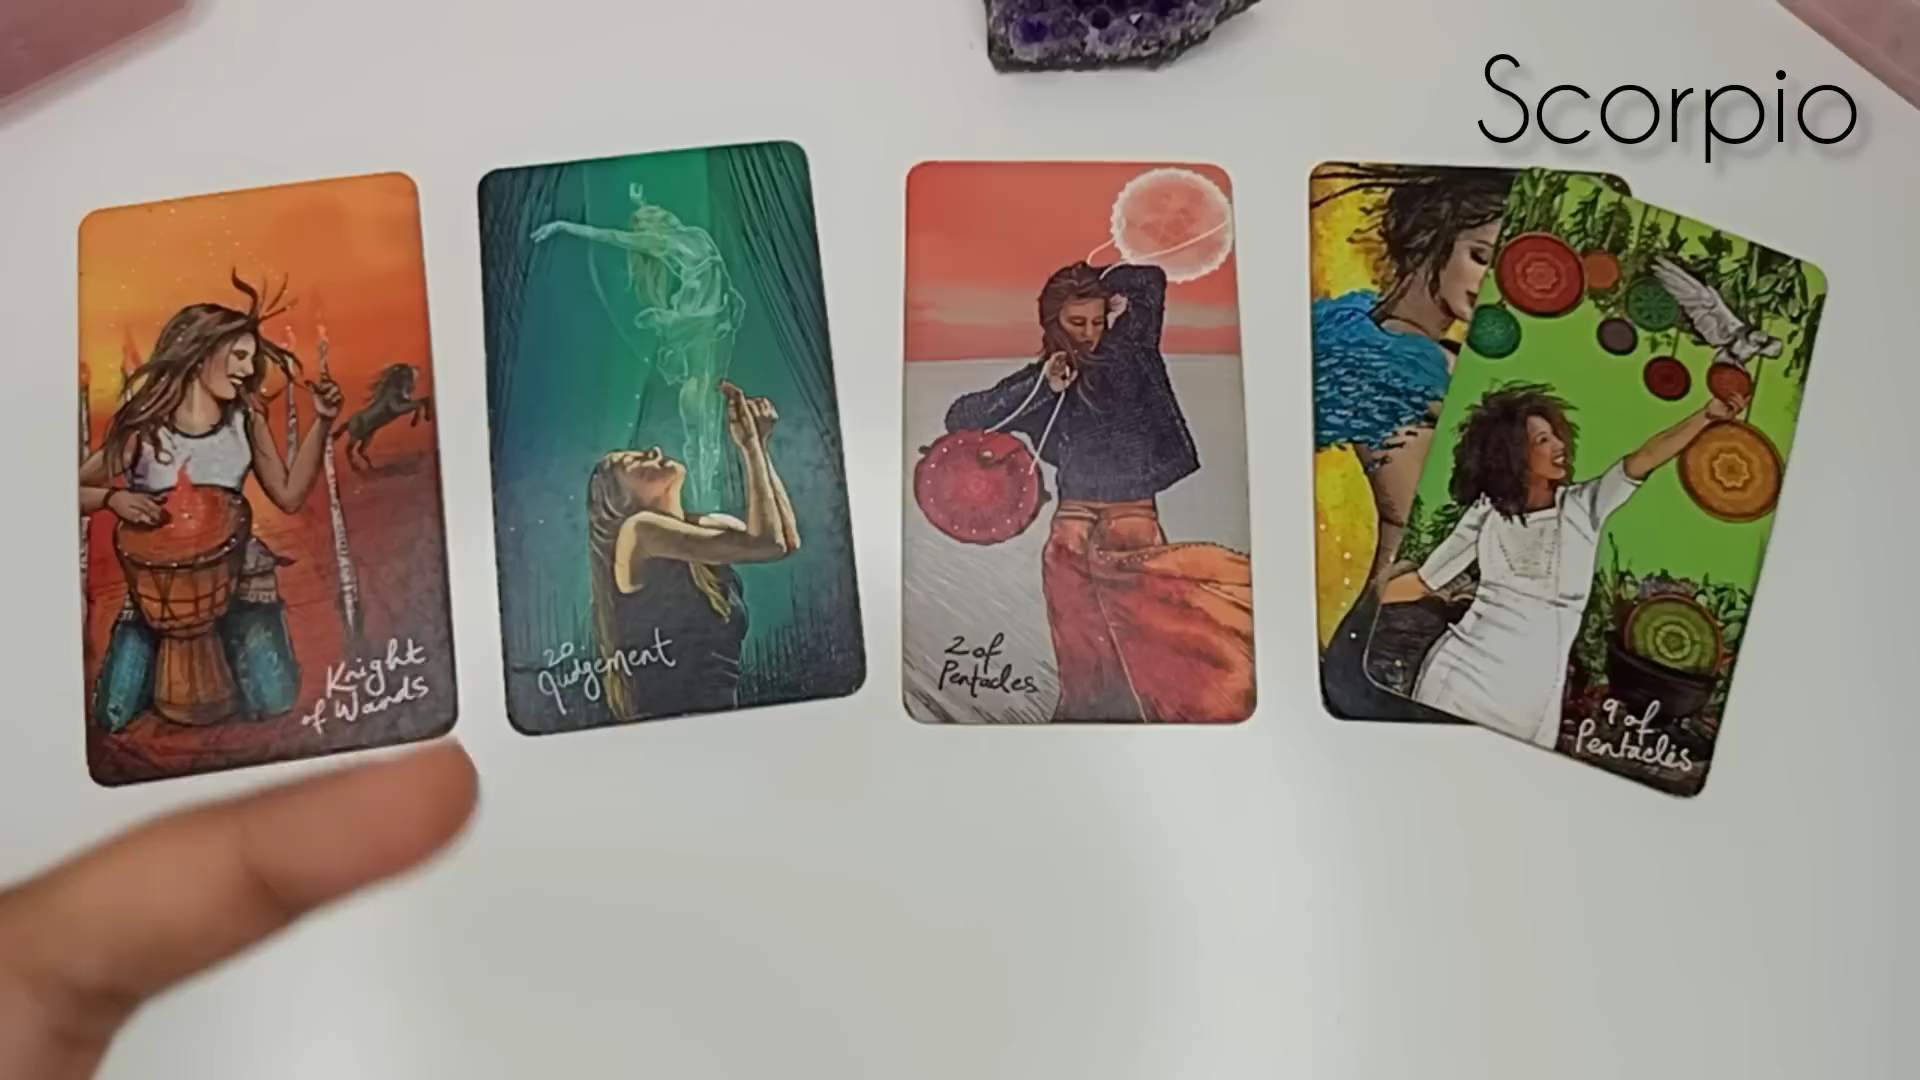 Scorpio
Knight
of Wands
20
Judgement
2 of
Pentacles
9 of
Pentacles